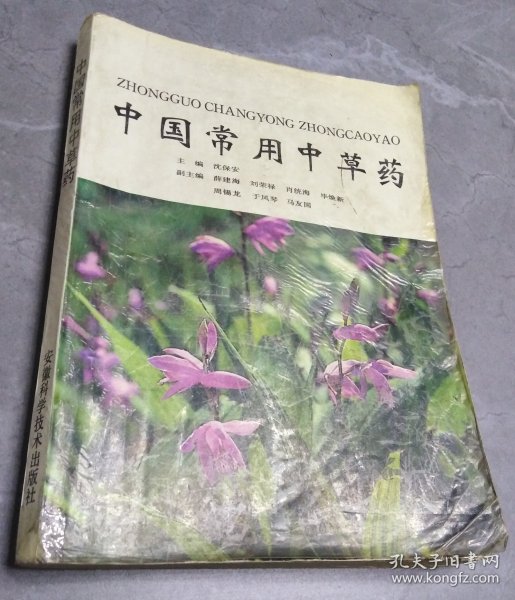 ZHONGGUO CHANGYONG ZHONGCAOYAO
中国常用中草药
主 编 沈保安
副主编 薛建海 刘荣禄 肖统海 毕焕新
周锡龙 于凤琴 马友国
中国常用中草药
安徽科学技术出版社
孔夫子旧书网
www.kongfz.com